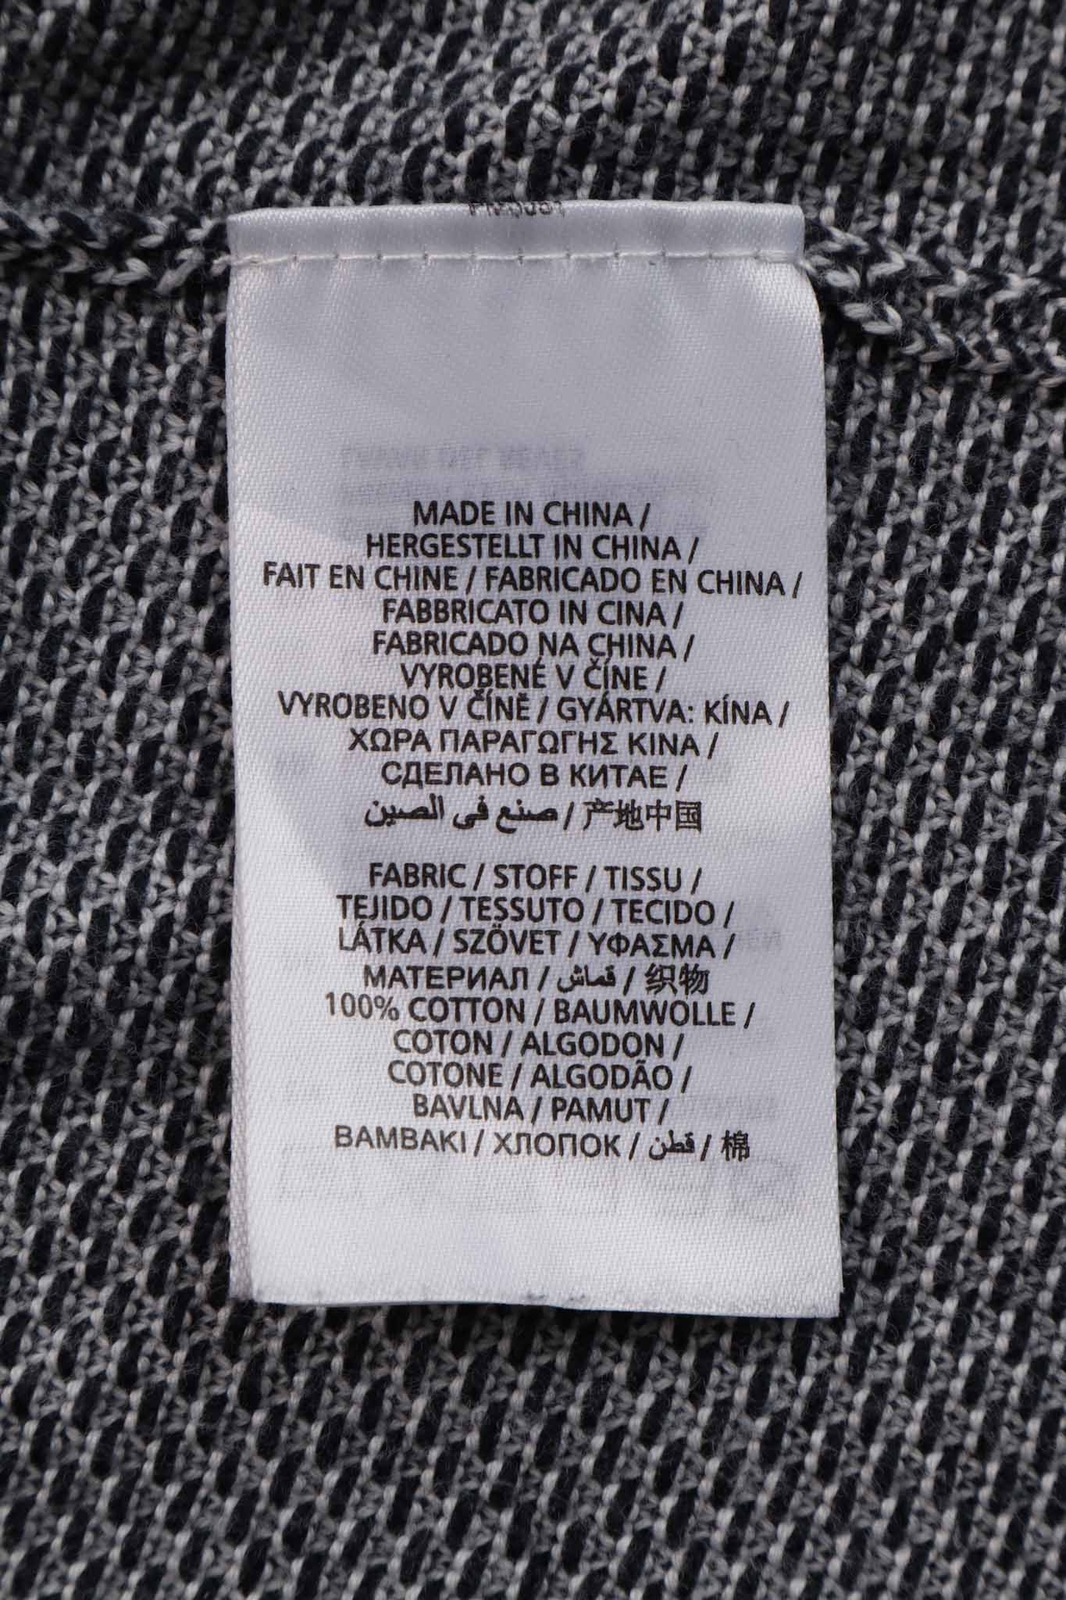 MADE IN CHINA /
HERGESTELLT IN CHINA /
FAIT EN CHINE / FABRICADO EN CHINA /
FABBRICATO IN CINA /
FABRICADO NA CHINA /
VYROBENÉ V ČÍNE /
VYROBENO V ČÍNĚ / GYÁRTVA: KÍNA /
ΧΩΡΑ ΠΑΡΑΓΩΓΗΣ ΚΙΝΑ /
СДЕЛАНО В КИТАЕ /
صنع في الصين / 产地中国
FABRIC / STOFF / TISSU /
TEJIDO / TESSUTO / TECIDO /
LÁTKA / SZÖVET / ΥΦΑΣΜΑ /
МАТЕРИАЛ / قماش / 织物
100% COTTON / BAUMWOLLE /
COTON / ALGODON /
COTONE / ALGODÃO /
BAVLNA / PAMUT /
ΒΑΜΒΑΚΙ / ХЛОПОК / قطن / 棉